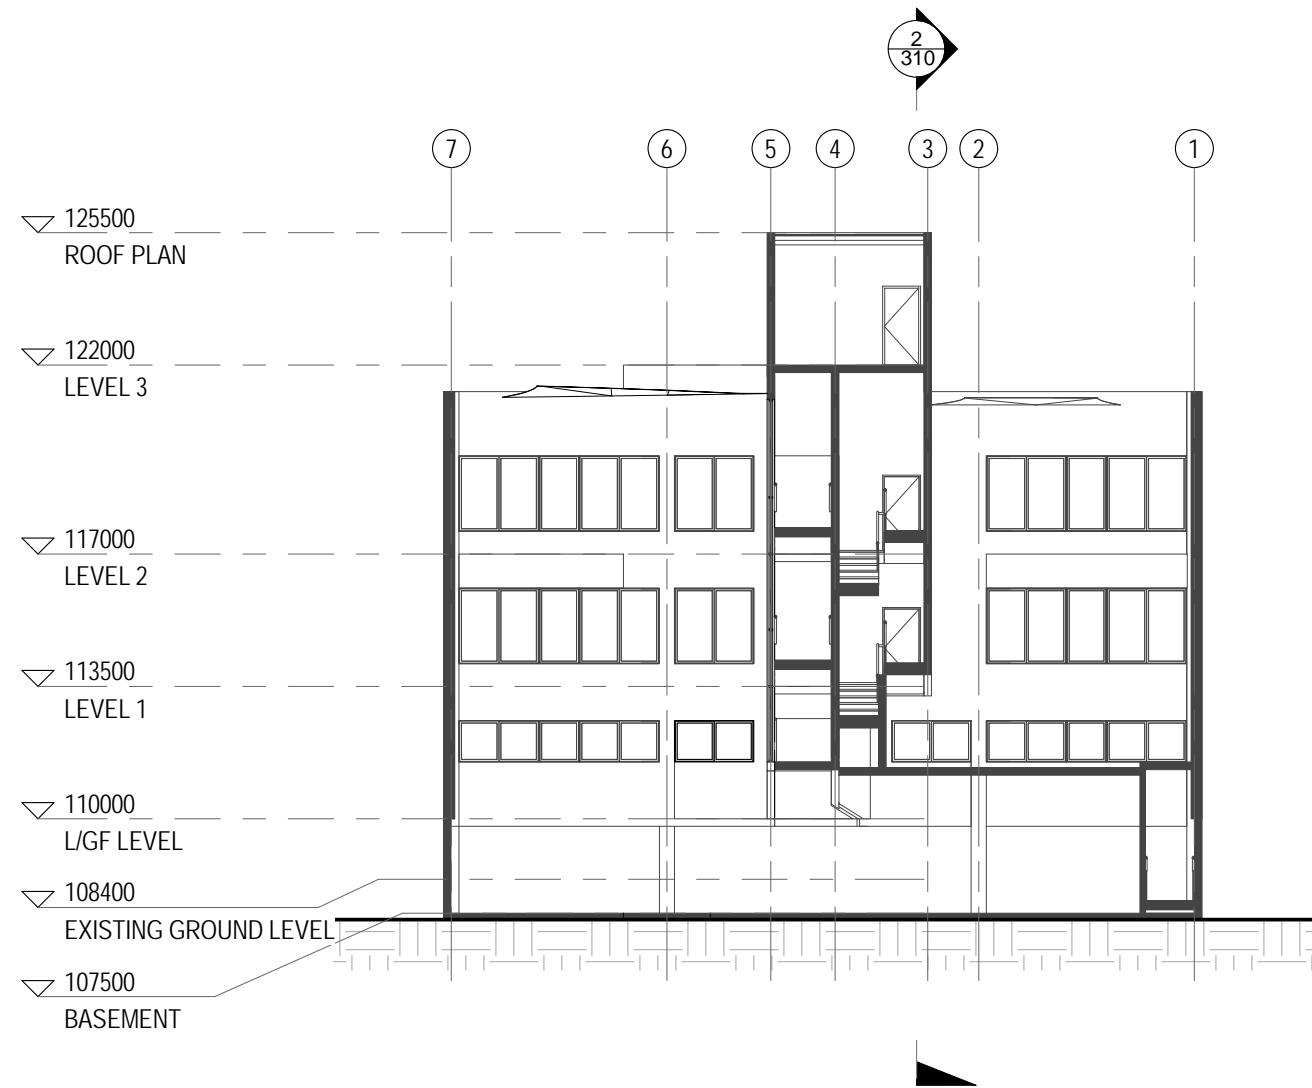 2
310
7
6
5
4
3
2
1
125500
ROOF PLAN
122000
LEVEL 3
117000
LEVEL 2
113500
LEVEL 1
110000
L/GF LEVEL
108400
EXISTING GROUND LEVEL
107500
BASEMENT